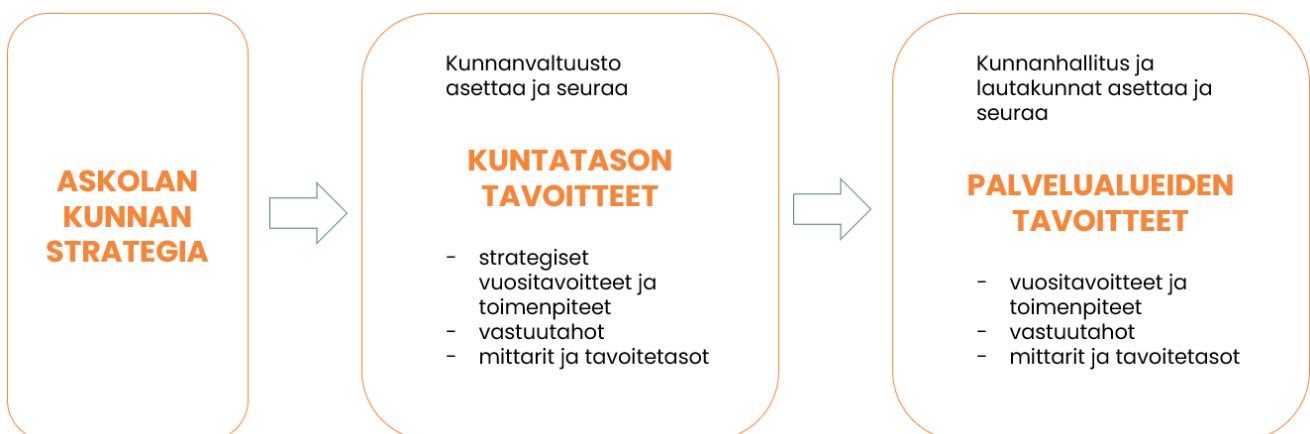 ASKOLAN
KUNNAN
STRATEGIA
Kunnanvaltuusto
asettaa ja seuraa
KUNTATASON
TAVOITTEET
- strategiset
vuositavoitteet ja
toimenpiteet
- vastuutahot
- mittarit ja tavoitetasot
Kunnanhallitus ja
lautakunnat asettaa ja
seuraa
PALVELUALUEIDEN
TAVOITTEET
- vuositavoitteet ja
toimenpiteet
- vastuutahot
- mittarit ja tavoitetasot